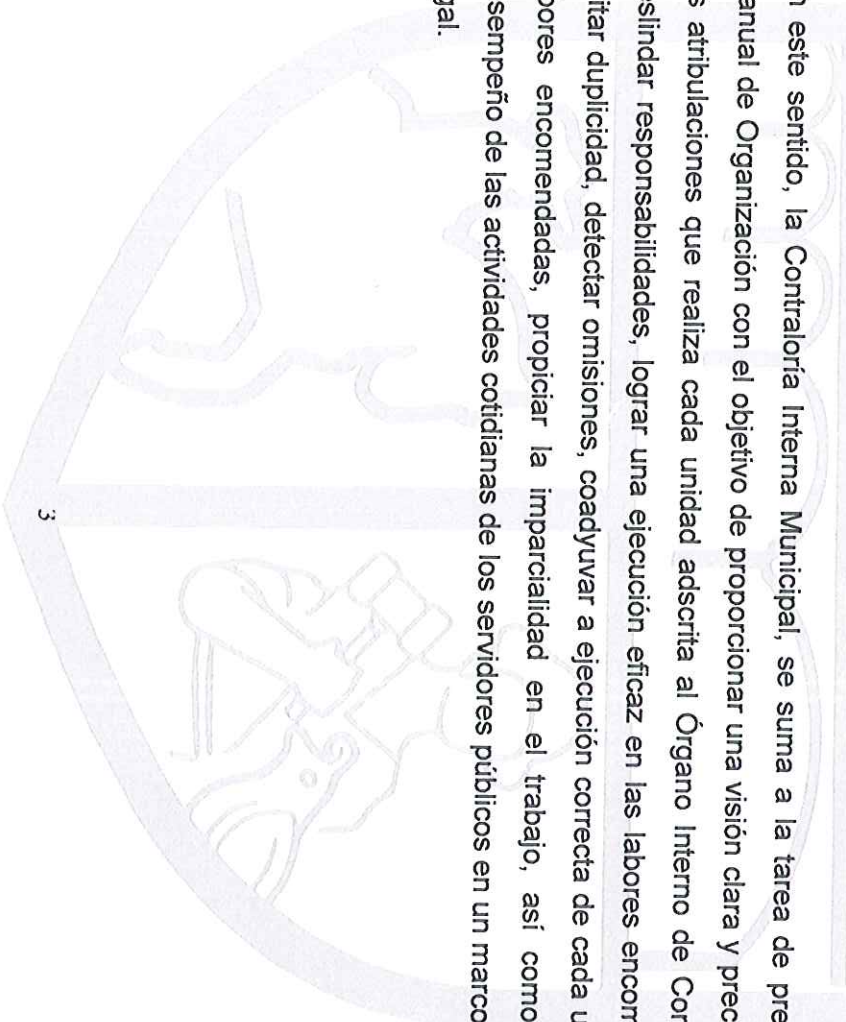 n este sentido, la Contraloría Interna Municipal, se suma a la tarea de pre
anual de Organización con el objetivo de proporcionar una visión clara y prec
s atribulaciones que realiza cada unidad adscrita al Órgano Interno de Con
eslindar responsabilidades, lograr una ejecución eficaz en las labores encom
itar duplicidad, detectar omisiones, coadyuvar a ejecución correcta de cada u
bores encomendadas, propiciar la imparcialidad en el trabajo, así como
sempeño de las actividades cotidianas de los servidores públicos en un marco
gal.
3